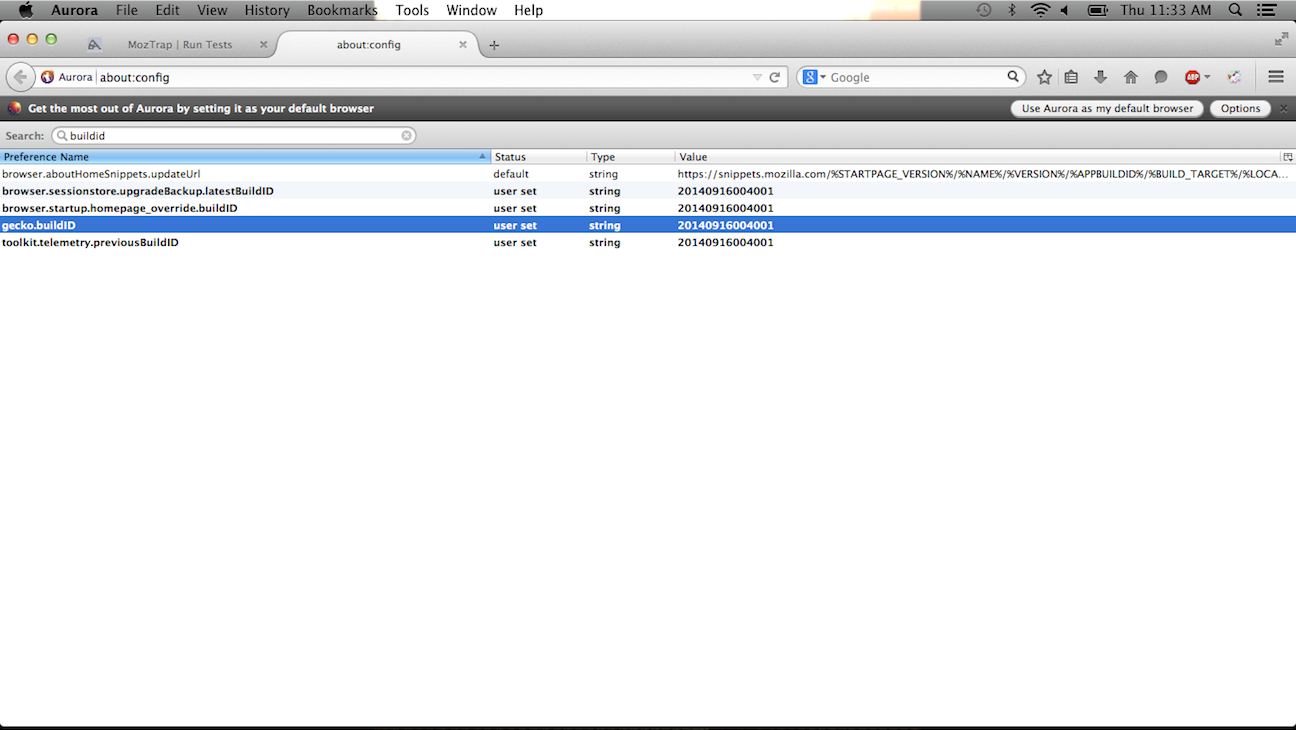 Aurora File Edit View History Bookmarks Tools Window Help Thu 11:33 AM
MozTrap | Run Tests about:config
Aurora about:config Google
Get the most out of Aurora by setting it as your default browser Use Aurora as my default browser Options
Search: buildid
Preference Name Status Type Value
browser.aboutHomeSnippets.updateUrl default string https://snippets.mozilla.com/%STARTPAGE_VERSION%/%NAME%/%VERSION%/%APPBUILDID%/%BUILD_TARGET%/%LOCA...
browser.sessionstore.upgradeBackup.latestBuildID user set string 20140916004001
browser.startup.homepage_override.buildID user set string 20140916004001
gecko.buildID user set string 20140916004001
toolkit.telemetry.previousBuildID user set string 20140916004001